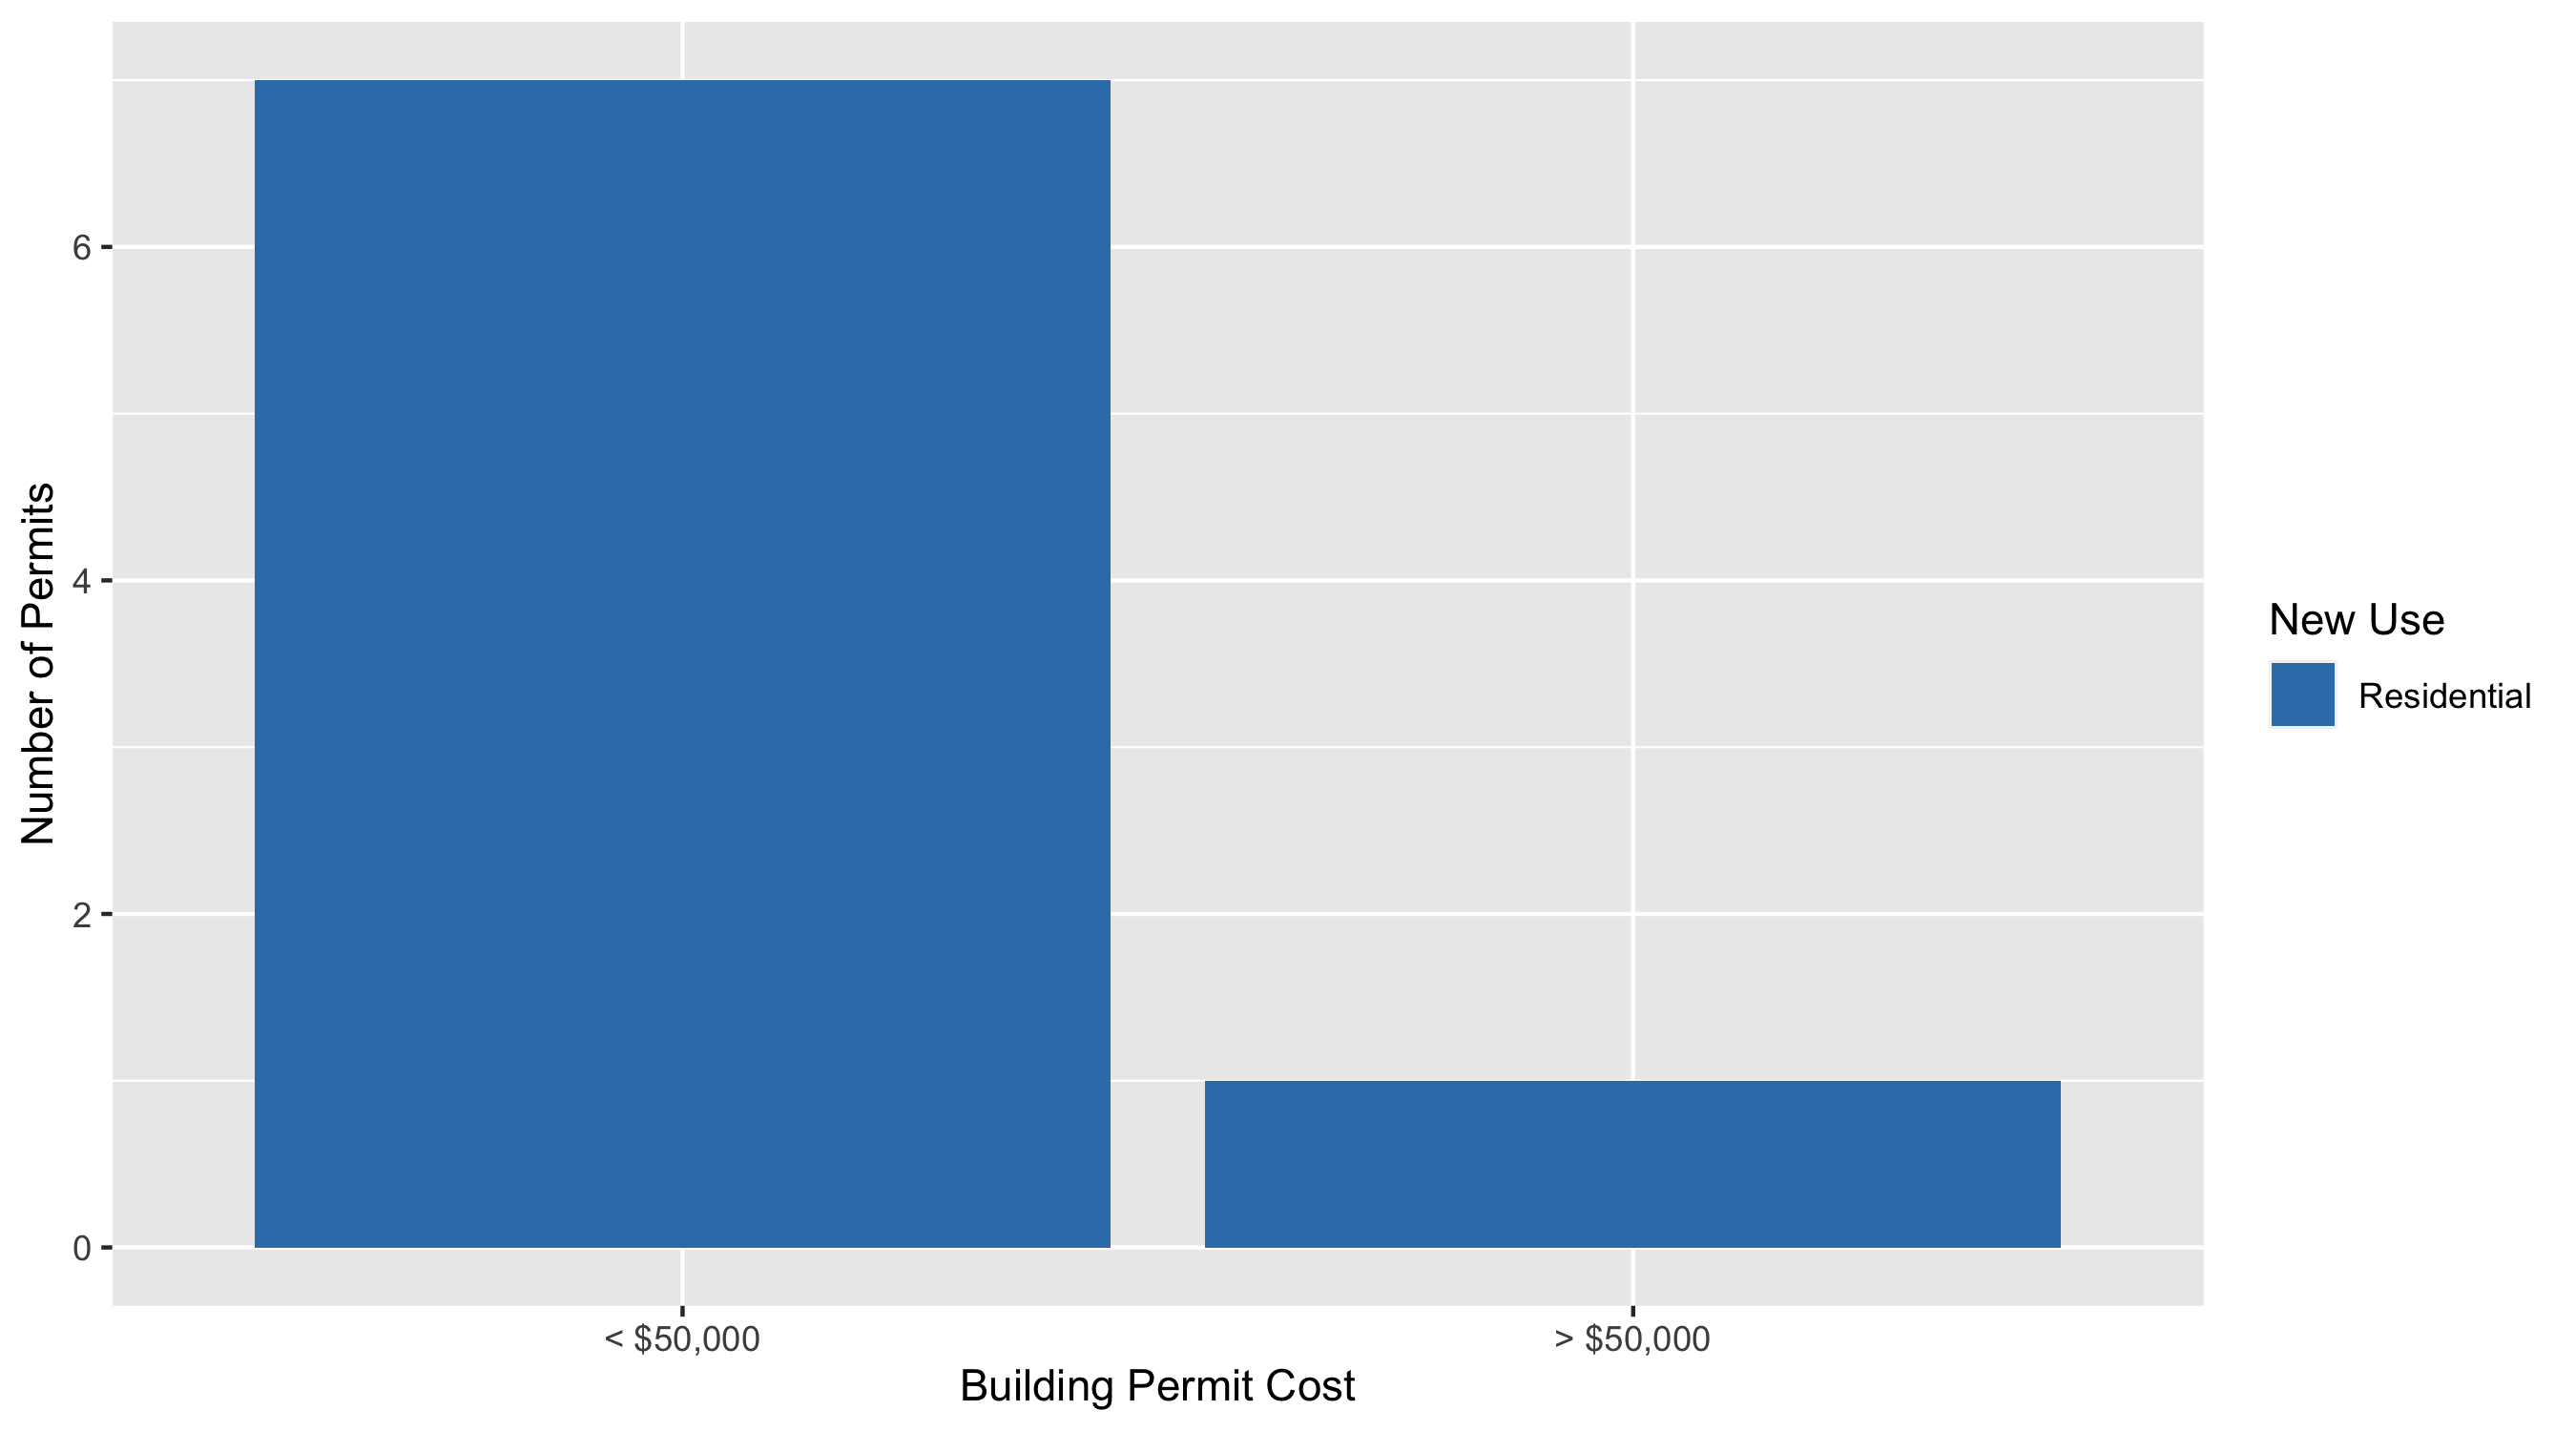 Number of Permits
6
4
2
0
< $50,000
> $50,000
Building Permit Cost
New Use
Residential